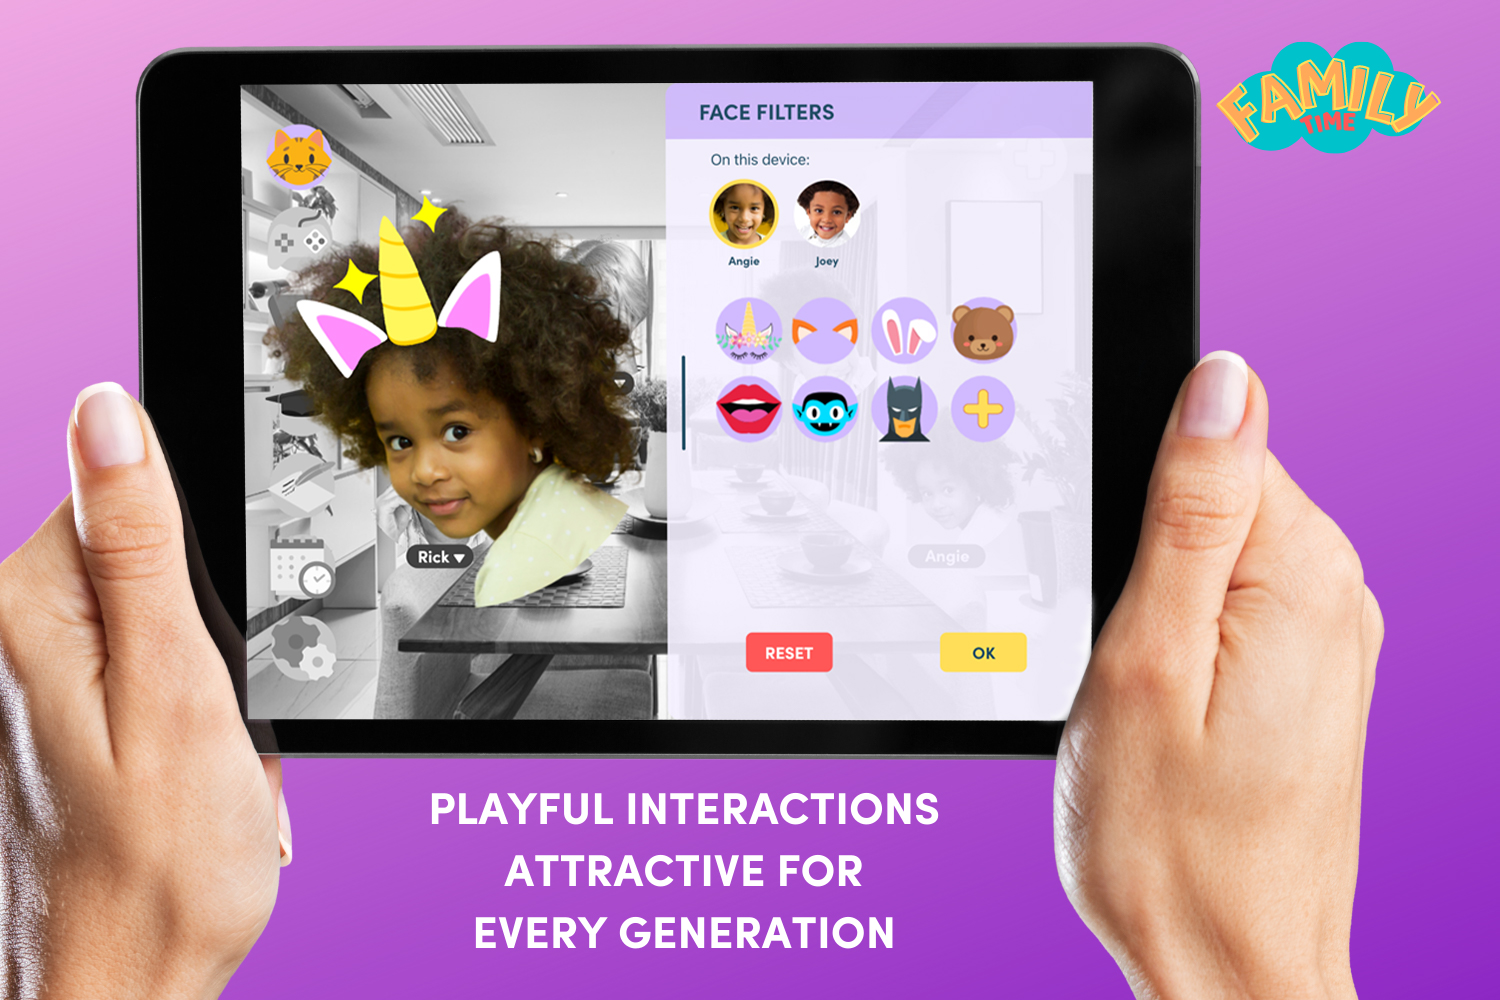 FAMILY
TIME
FACE FILTERS
On this device:
Angie
Joey
Rick
Angie
RESET
OK
PLAYFUL INTERACTIONS
ATTRACTIVE FOR
EVERY GENERATION